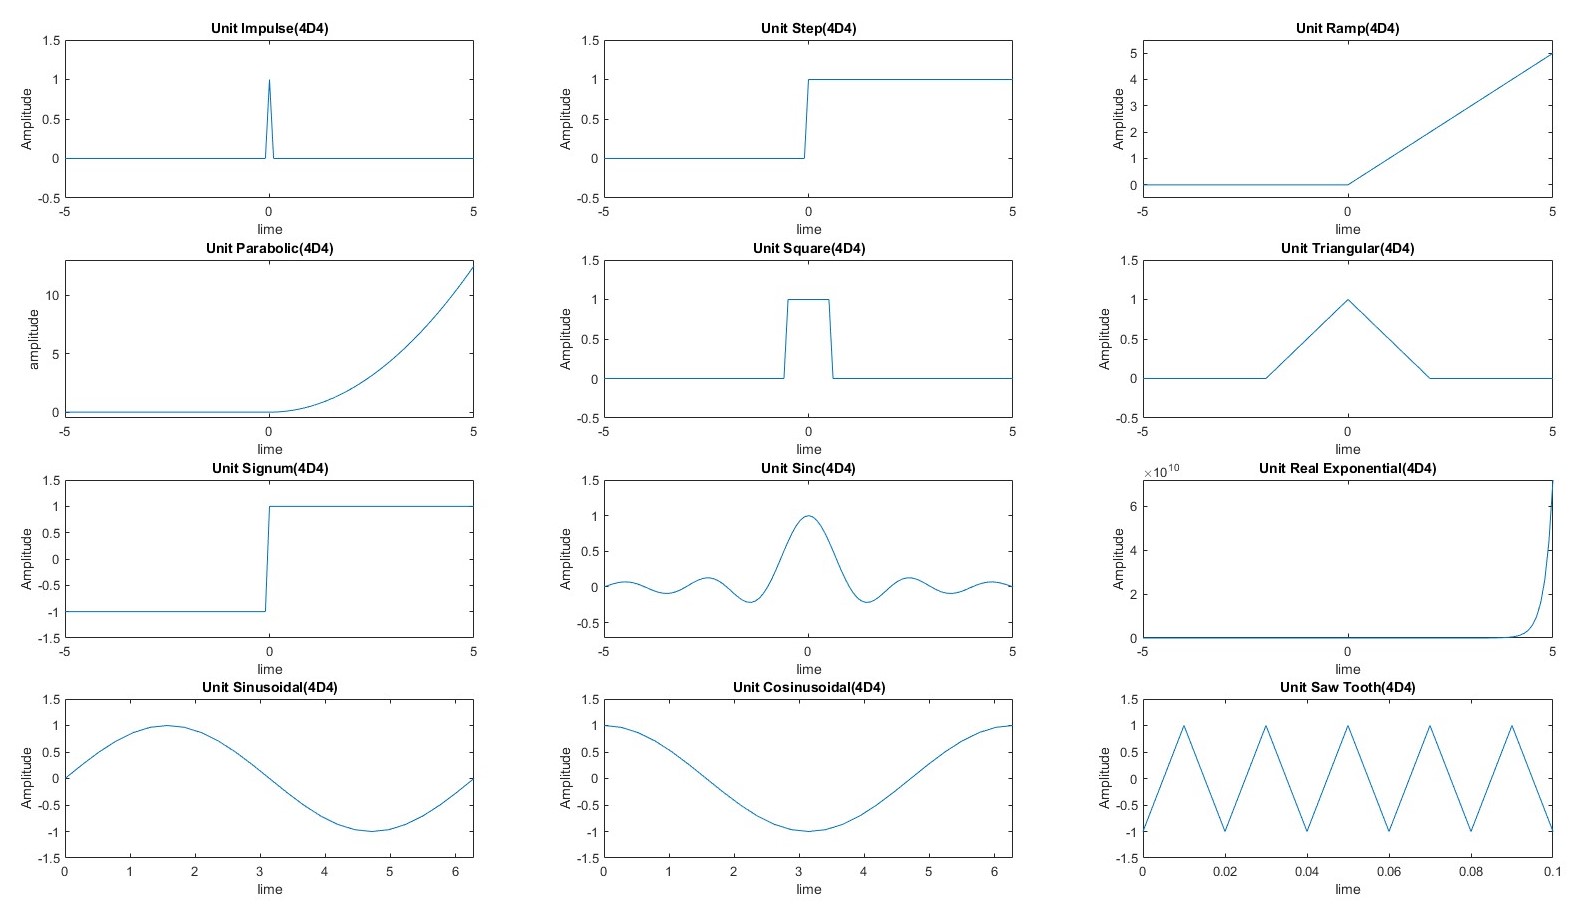 Unit Impulse(4D4)
Amplitude
1.5
1
0.5
0
-0.5
-5 0 5
lime
Unit Step(4D4)
Amplitude
1.5
1
0.5
0
-0.5
-5 0 5
lime
Unit Ramp(4D4)
Amplitude
5
4
3
2
1
0
-5 0 5
lime
Unit Parabolic(4D4)
amplitude
10
5
0
-5 0 5
lime
Unit Square(4D4)
Amplitude
1.5
1
0.5
0
-0.5
-5 0 5
lime
Unit Triangular(4D4)
Amplitude
1.5
1
0.5
0
-0.5
-5 0 5
lime
Unit Signum(4D4)
Amplitude
1.5
1
0.5
0
-0.5
-1
-1.5
-5 0 5
lime
Unit Sinc(4D4)
Amplitude
1.5
1
0.5
0
-0.5
-5 0 5
lime
Unit Real Exponential(4D4)
×10^10
Amplitude
6
4
2
0
-5 0 5
lime
Unit Sinusoidal(4D4)
Amplitude
1.5
1
0.5
0
-0.5
-1
-1.5
0 1 2 3 4 5 6
lime
Unit Cosinusoidal(4D4)
Amplitude
1.5
1
0.5
0
-0.5
-1
-1.5
0 1 2 3 4 5 6
lime
Unit Saw Tooth(4D4)
Amplitude
1.5
1
0.5
0
-0.5
-1
-1.5
0 0.02 0.04 0.06 0.08 0.1
lime